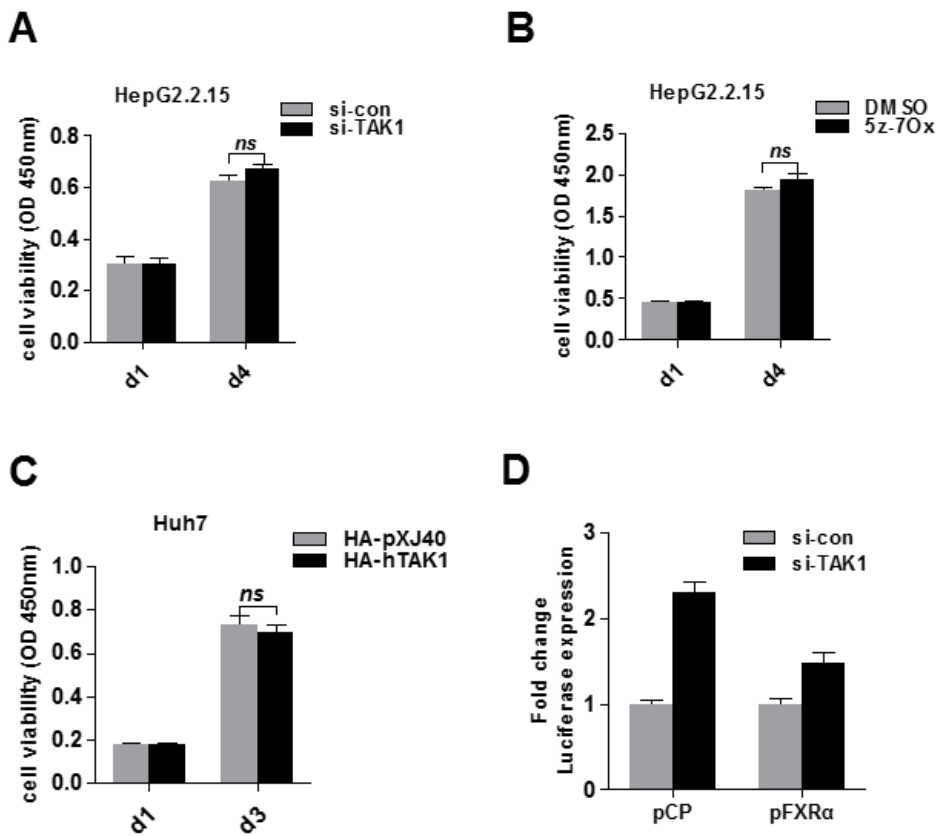 A
HepG2.2.15
si-con
si-TAK1
cell viability (OD 450nm)
0.8
0.6
0.4
0.2
0.0
ns
d1
d4
B
HepG2.2.15
DMSO
5z-7Ox
cell viability (OD 450nm)
2.5
2.0
1.5
1.0
0.5
0.0
ns
d1
d4
C
Huh7
HA-pXJ40
HA-hTAK1
cell viability (OD 450nm)
1.0
0.8
0.6
0.4
0.2
0.0
ns
d1
d3
D
si-con
si-TAK1
Fold change
Luciferase expression
3
2
1
0
pCP
pFXRα